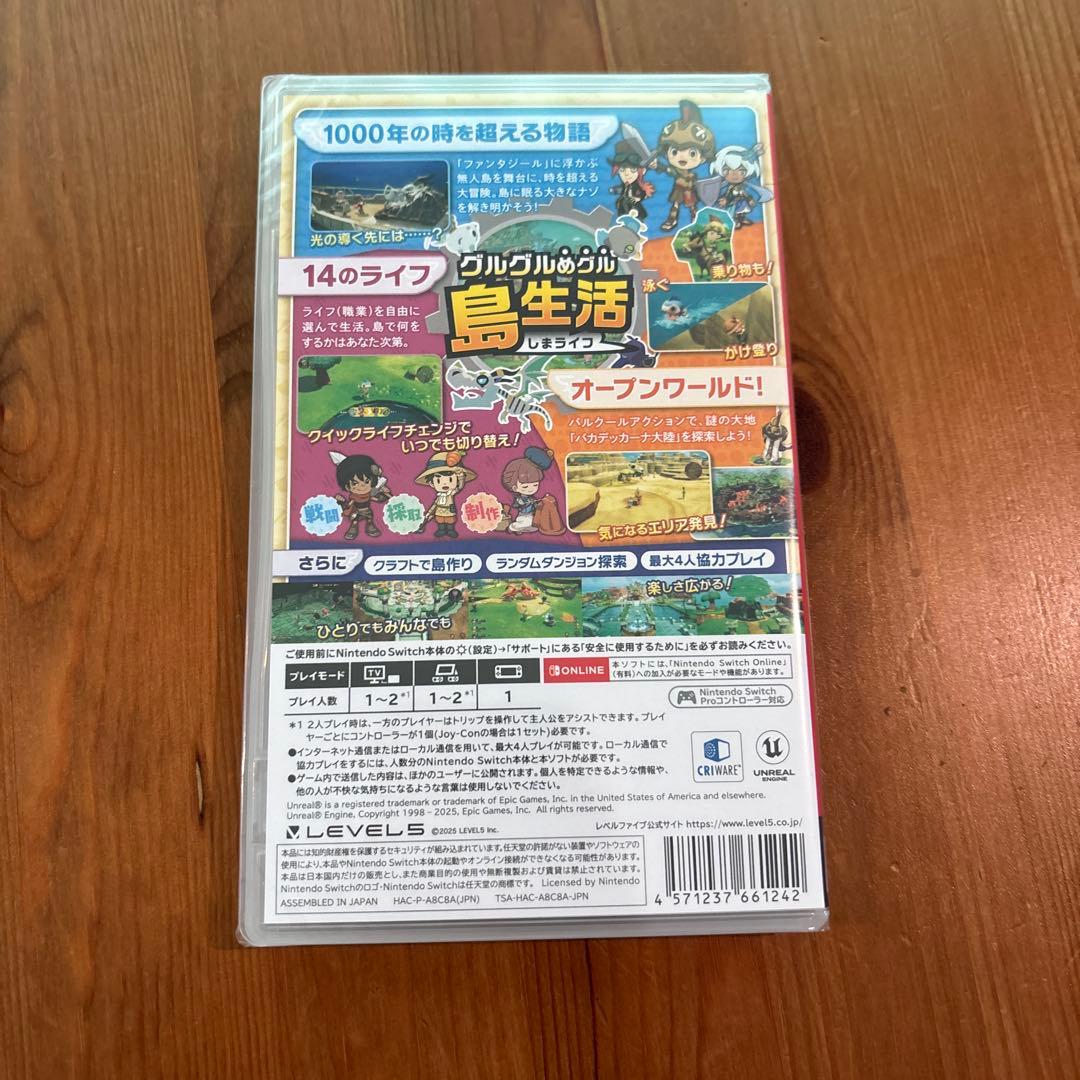 1000年の時を超える物語
「ファンタジール」に浮かぶ
無人島を舞台に、時を超える
大冒険。島に眠る大きなナゾ
を解き明かそう!
光の導く先には……?
乗り物も!
14のライフ
グルグルめグル
島生活
しまライフ
泳ぐ
がけ登り
ライフ(職業)を自由に
選んで生活。島で何を
するかはあなた次第。
オープンワールド!
パルクールアクションで、謎の大地
「バカデッカーナ大陸」を探索しよう!
クイックライフチェンジで
いつでも切り替え!
戦闘
採取
制作
気になるエリア発見!
さらに
クラフトで島作り
ランダムダンジョン探索
最大4人協力プレイ
楽しさ広がる!
ひとりでもみんなでも
ご使用前にNintendo Switch本体の(設定)→「サポート」にある「安全に使用するために」を必ずお読みください。
プレイモード
TV
ONLINE
本ソフトには、「Nintendo Switch Online」
(有料)への加入が必要なモードや機能があります。
プレイ人数
1～2*1
1～2*1
1
Nintendo Switch
Proコントローラー対応
*1 2人プレイ時は、一方のプレイヤーはトリップを操作して主人公をアシストできます。プレイ
ヤーごとにコントローラーが1個(Joy-Conの場合は1セット)必要です。
●インターネット通信またはローカル通信を用いて、最大4人プレイが可能です。ローカル通信で
協力プレイをするには、人数分のNintendo Switch本体と本ソフトが必要です。
●ゲーム内で送信した内容は、ほかのユーザーに公開されます。個人を特定できるような情報や、
他の人が不快な気持ちになるような言葉は使用しないでください。
CRIWARE
UNREAL
ENGINE
Unreal® is a registered trademark or trademark of Epic Games, Inc. in the United States of America and elsewhere.
Unreal® Engine, Copyright 1998 – 2025, Epic Games, Inc. All rights reserved.
LEVEL5 ©2025 LEVEL5 Inc.
レベルファイブ公式サイト https://www.level5.co.jp/
本品には知的財産権を保護するセキュリティが組み込まれています。任天堂の許諾がない装置やソフトウェアの
使用により、本品やNintendo Switch本体の起動やオンライン接続ができなくなる可能性があります。
本品は日本国内だけの販売とし、また商業目的の使用や無断複製および賃貸は禁止されています。
Nintendo Switchのロゴ・Nintendo Switchは任天堂の商標です。 Licensed by Nintendo
ASSEMBLED IN JAPAN HAC-P-A8C8A(JPN) TSA-HAC-A8C8A-JPN
4 571237 661242